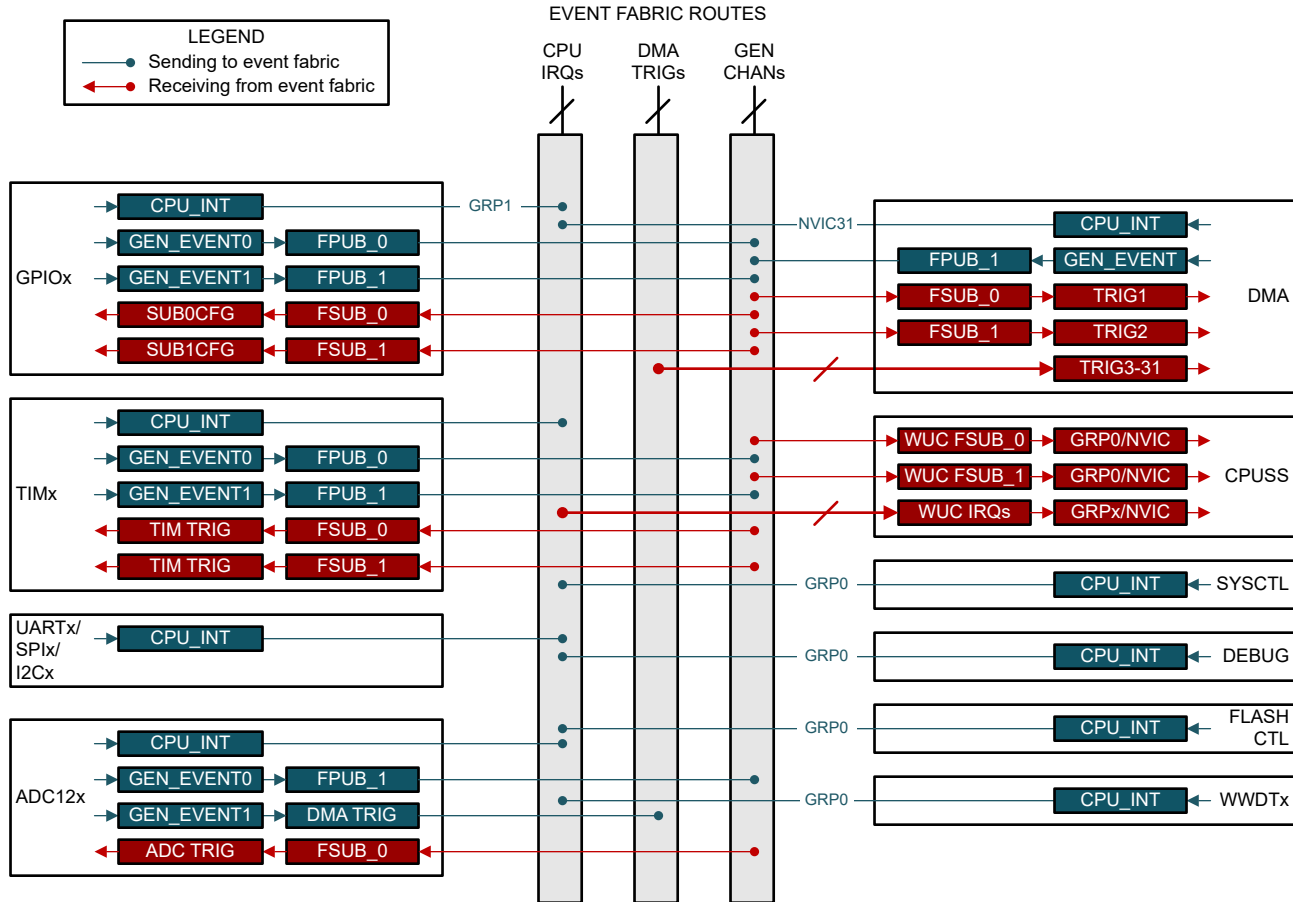 EVENT FABRIC ROUTES
LEGEND
Sending to event fabric
Receiving from event fabric
CPU
IRQs
DMA
TRIGs
GEN
CHANs
GPIOx
CPU_INT
GRP1
GEN_EVENT0
FPUB_0
GEN_EVENT1
FPUB_1
SUB0CFG
FSUB_0
SUB1CFG
FSUB_1
TIMx
CPU_INT
GEN_EVENT0
FPUB_0
GEN_EVENT1
FPUB_1
TIM TRIG
FSUB_0
TIM TRIG
FSUB_1
UARTx/
SPIx/
I2Cx
CPU_INT
ADC12x
CPU_INT
GEN_EVENT0
FPUB_1
GEN_EVENT1
DMA TRIG
ADC TRIG
FSUB_0
NVIC31
CPU_INT
FPUB_1
GEN_EVENT
FSUB_0
TRIG1
DMA
FSUB_1
TRIG2
TRIG3-31
WUC FSUB_0
GRP0/NVIC
WUC FSUB_1
GRP0/NVIC
CPUSS
WUC IRQs
GRPx/NVIC
GRP0
CPU_INT
SYSCTL
GRP0
CPU_INT
DEBUG
GRP0
CPU_INT
FLASH
CTL
GRP0
CPU_INT
WWDTx